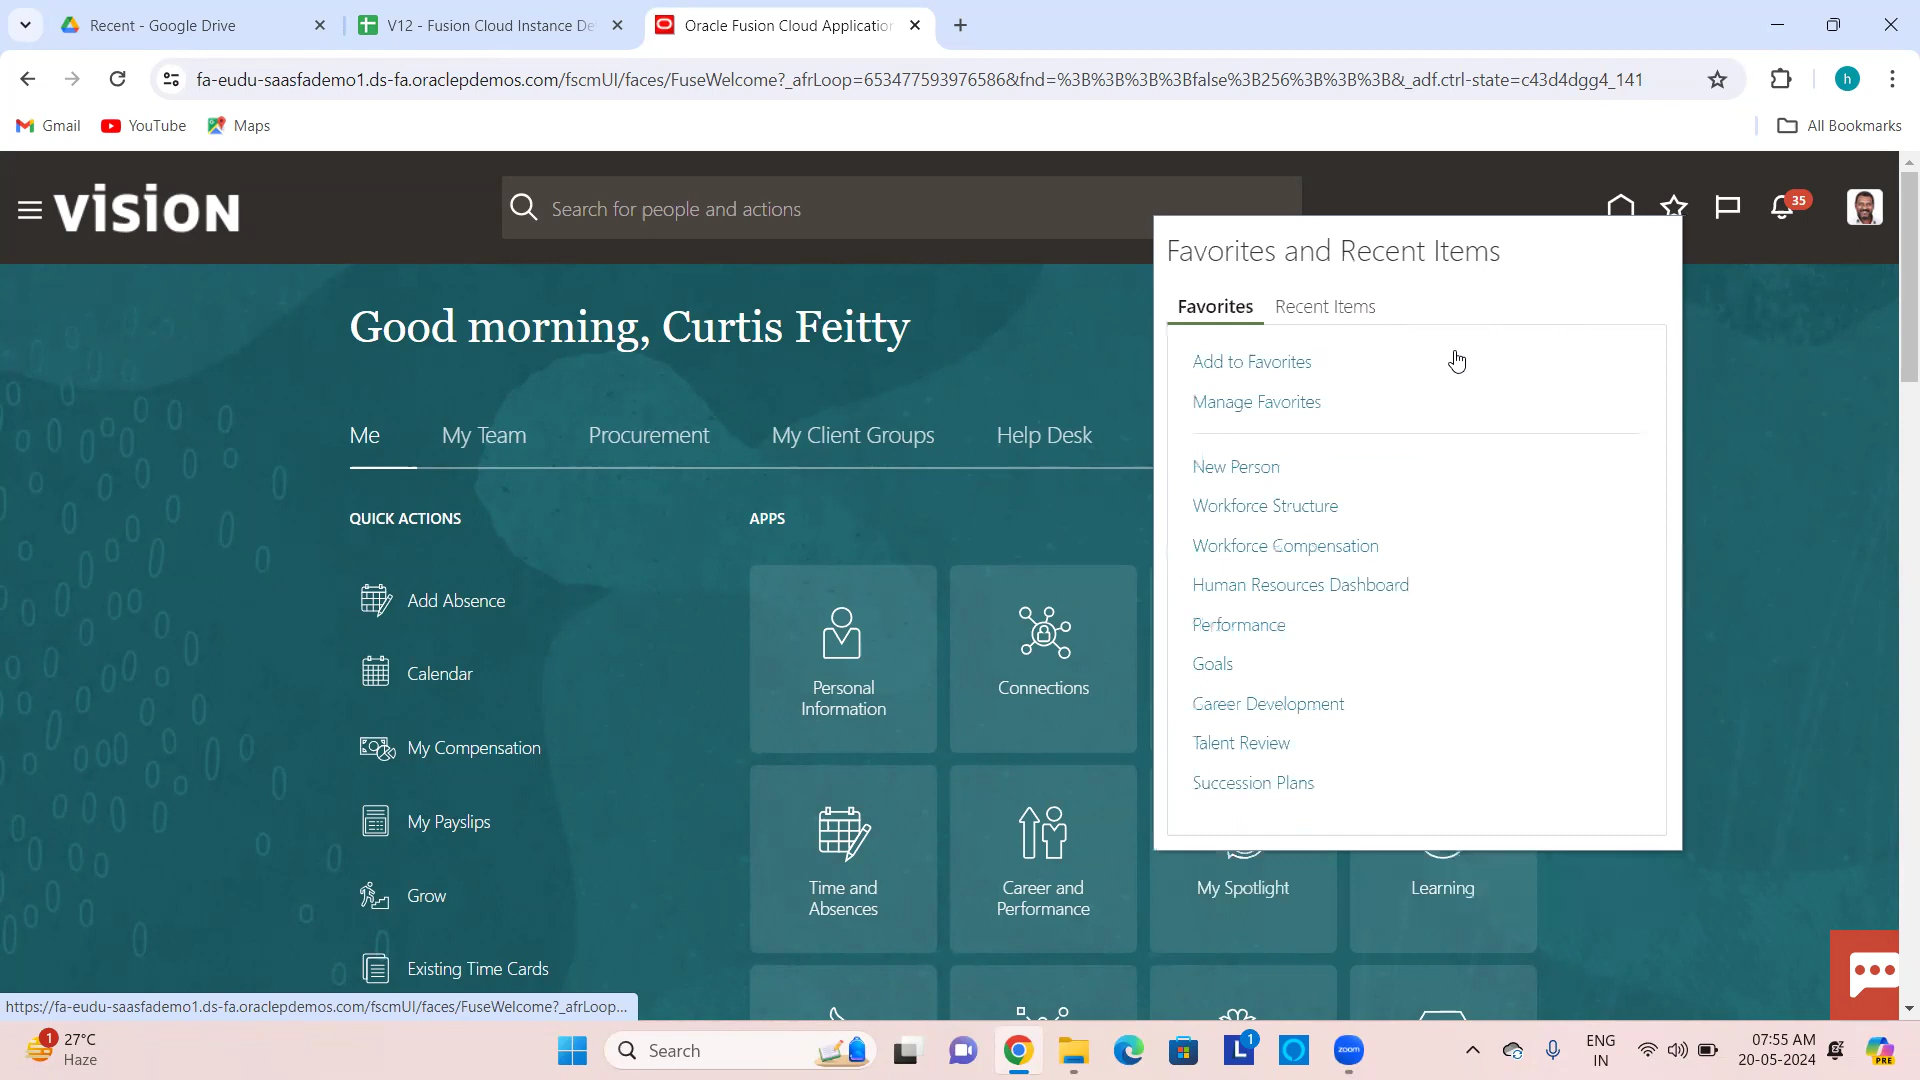 Recent - Google Drive
V12 - Fusion Cloud Instance De
Oracle Fusion Cloud Application
fa-eudu-saasfademo1.ds-fa.oraclepdemos.com/fscmUI/faces/FuseWelcome?_afrLoop=653477593976586&fnd=%3B%3B%3B%3Bfalse%3B256%3B%3B%3B&_adf.ctrl-state=c43d4dgg4_141
h
Gmail
YouTube
Maps
All Bookmarks
vision
Search for people and actions
35
Good morning, Curtis Feitty
Me
My Team
Procurement
My Client Groups
Help Desk
QUICK ACTIONS
Add Absence
Calendar
My Compensation
My Payslips
Grow
Existing Time Cards
APPS
Personal
Information
Connections
Time and
Absences
Career and
Performance
My Spotlight
Learning
Favorites and Recent Items
Favorites
Recent Items
Add to Favorites
Manage Favorites
New Person
Workforce Structure
Workforce Compensation
Human Resources Dashboard
Performance
Goals
Career Development
Talent Review
Succession Plans
https://fa-eudu-saasfademo1.ds-fa.oraclepdemos.com/fscmUI/faces/FuseWelcome?_afrLoop...
1
27°C
Haze
Search
L
1
zoom
ENG
IN
07:55 AM
20-05-2024
PRE